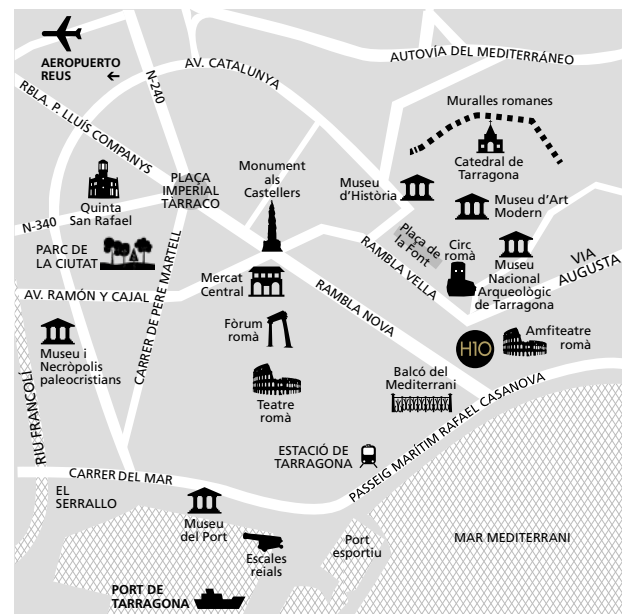 AEROPUERTO
REUS ←
N-240
AV. CATALUNYA
AUTOVÍA DEL MEDITERRÁNEO
RBLA. P. LLUÍS COMPANYS
Muralles romanes
Catedral de
Tarragona
Monument
als
Castellers
Museu
d'Història
PLAÇA
IMPERIAL
TÀRRACO
Quinta
San Rafael
Museu d'Art
Modern
N-340
Plaça de
la Font
Circ
romà
PARC DE
LA CIUTAT
CARRER DE PERE MARTELL
RAMBLA VELLA
Museu
Nacional
Arqueològic
de Tarragona
VIA
AUGUSTA
Mercat
Central
AV. RAMÓN Y CAJAL
RAMBLA NOVA
Fòrum
romà
H10
Amfiteatre
romà
Museu i
Necròpolis
paleocristians
Balcó del
Mediterrani
Teatre
romà
RIU FRANCOLÍ
PASSEIG MARÍTIM RAFAEL CASANOVA
ESTACIÓ DE
TARRAGONA
CARRER DEL MAR
EL
SERRALLO
Museu
del Port
Port
esportiu
MAR MEDITERRANI
Escales
reials
PORT DE
TARRAGONA